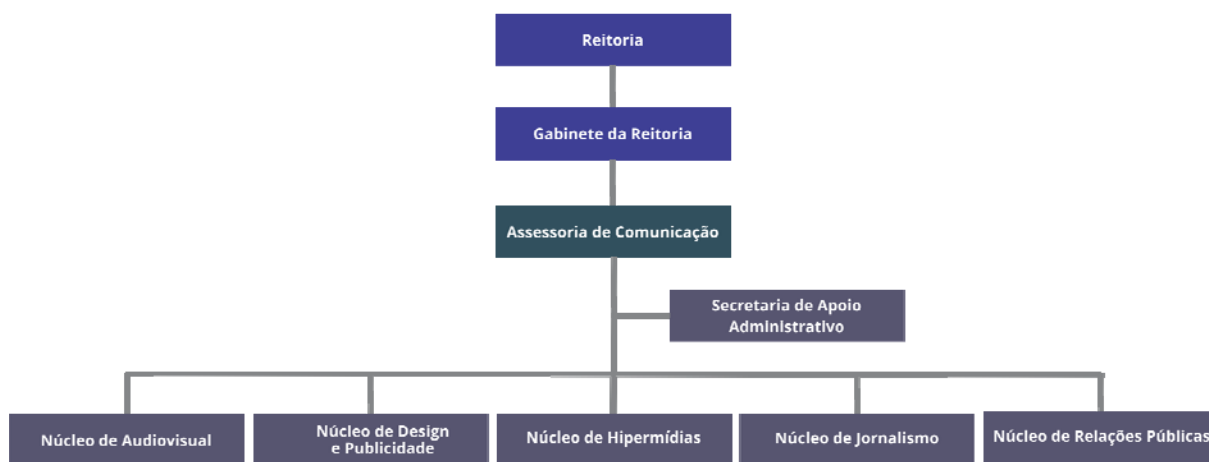 Reitoria
Gabinete da Reitoria
Assessoria de Comunicação
Secretaria de Apoio
Administrativo
Núcleo de Audiovisual
Núcleo de Design
e Publicidade
Núcleo de Hipermídias
Núcleo de Jornalismo
Núcleo de Relações Públicas